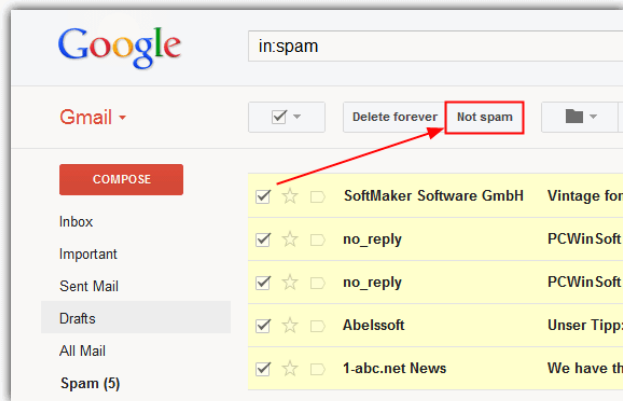 Google
in:spam
Gmail
Delete forever
Not spam
COMPOSE
Inbox
Important
Sent Mail
Drafts
All Mail
Spam (5)
SoftMaker Software GmbH Vintage for
no_reply PCWinSoft
no_reply PCWinSoft
Abelssoft Unser Tipp:
1-abc.net News We have th